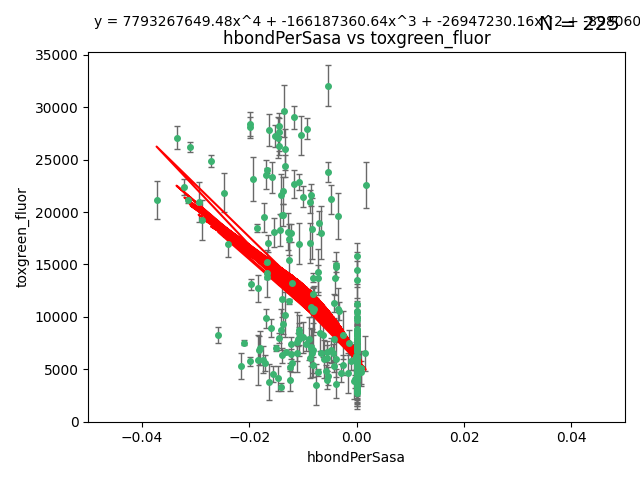 y = 7793267649.48x^4 + -166187360.64x^3 + -26947230.16x^2 +
N = 225
hbondPerSasa vs toxgreen_fluor
35000
30000
25000
20000
15000
10000
5000
0
toxgreen_fluor
−0.04 −0.02 0.00 0.02 0.04
hbondPerSasa